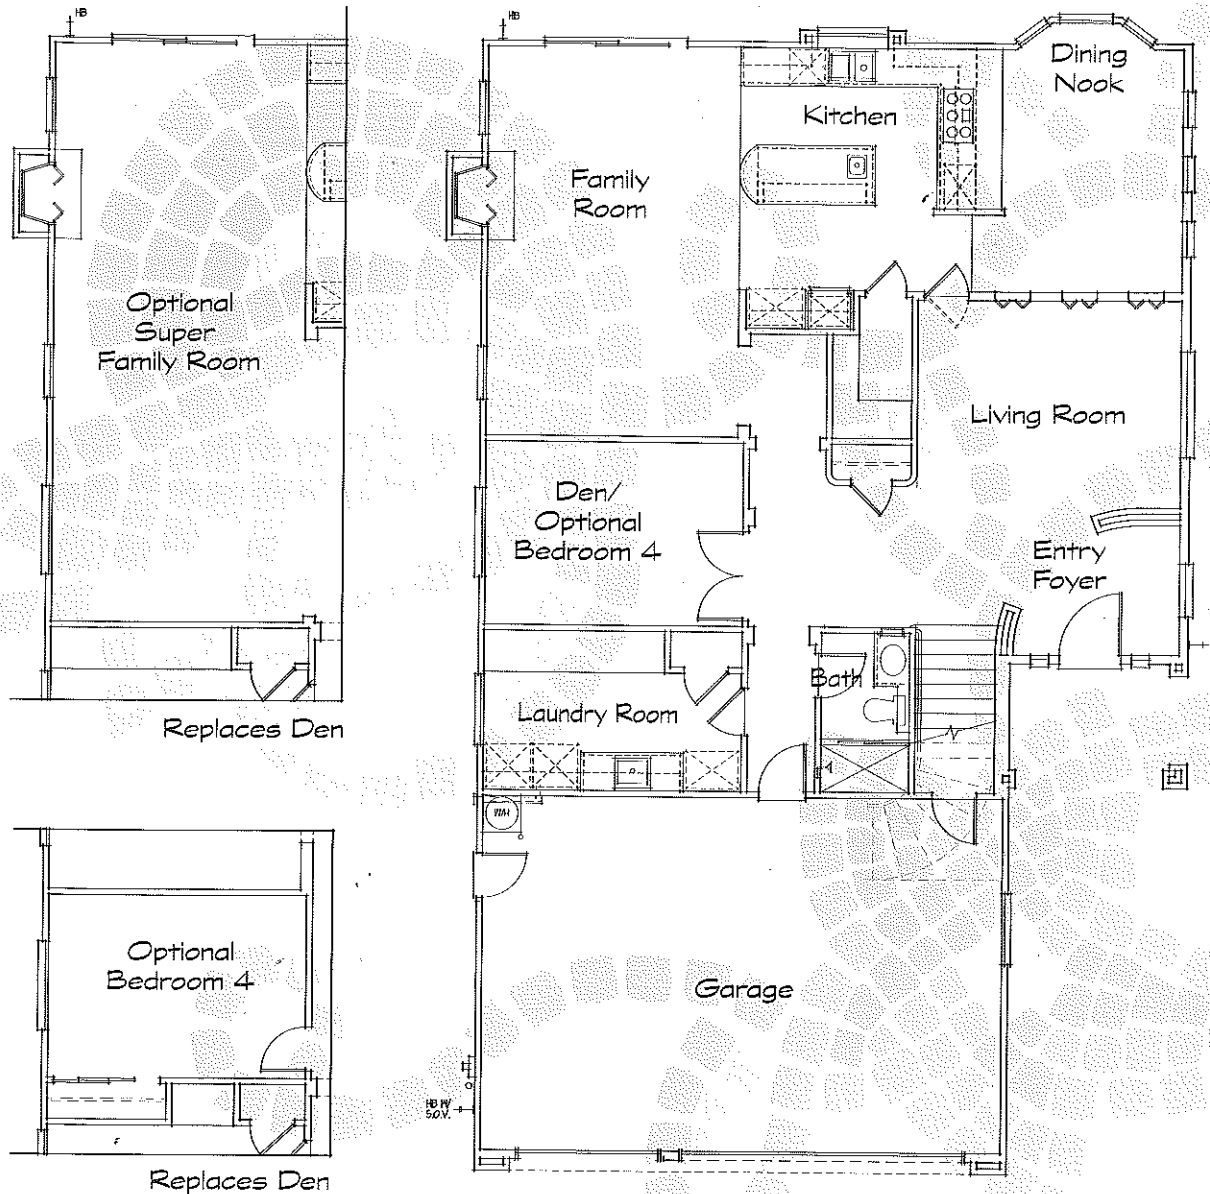 HB
HB
Dining
Nook
Kitchen
Family
Room
Optional
Super
Family Room
Living Room
Den/
Optional
Bedroom 4
Entry
Foyer
Bath
Laundry Room
Replaces Den
WH
Optional
Bedroom 4
Garage
HB W/
S.O.V.
Replaces Den